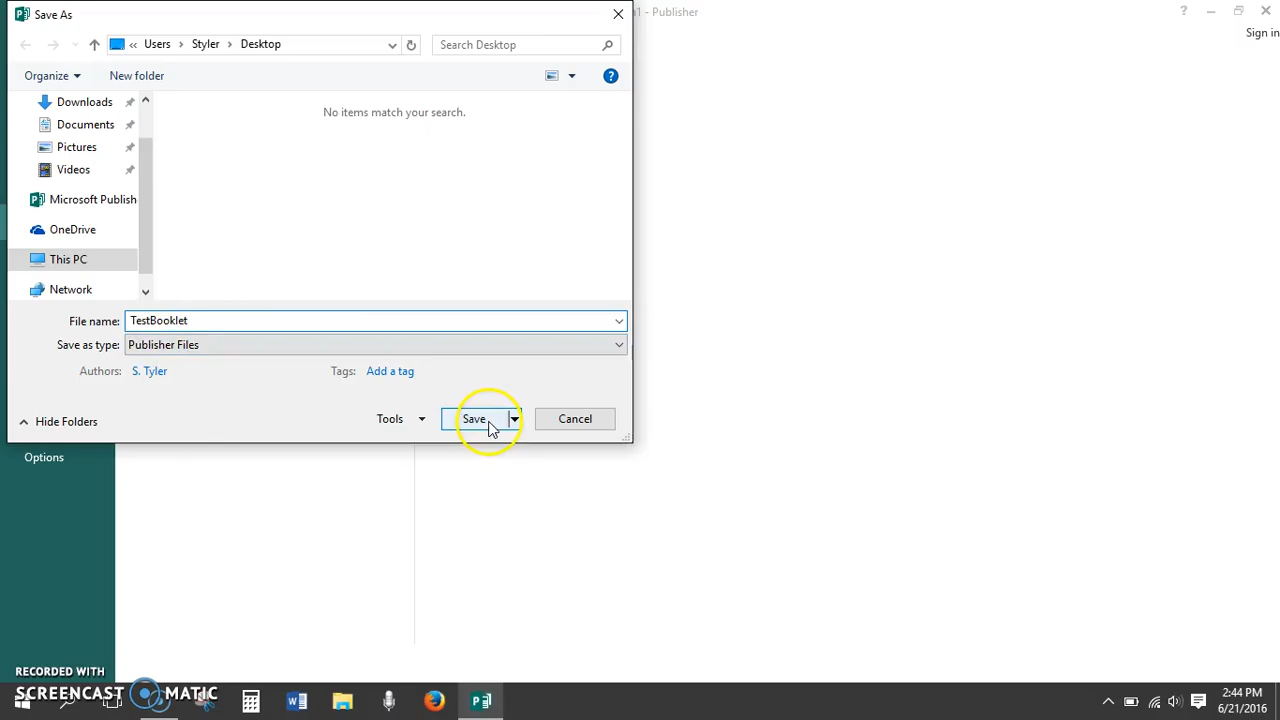 Save As
n1 - Publisher
?
Sign in
‹‹ Users › Styler › Desktop
Search Desktop
Organize
New folder
?
Downloads
Documents
Pictures
Videos
Microsoft Publish
OneDrive
This PC
Network
No items match your search.
File name: TestBooklet
Save as type: Publisher Files
Authors: S. Tyler
Tags: Add a tag
Hide Folders
Tools
Save
Cancel
Options
RECORDED WITH
SCREENCAST MATIC
2:44 PM
6/21/2016